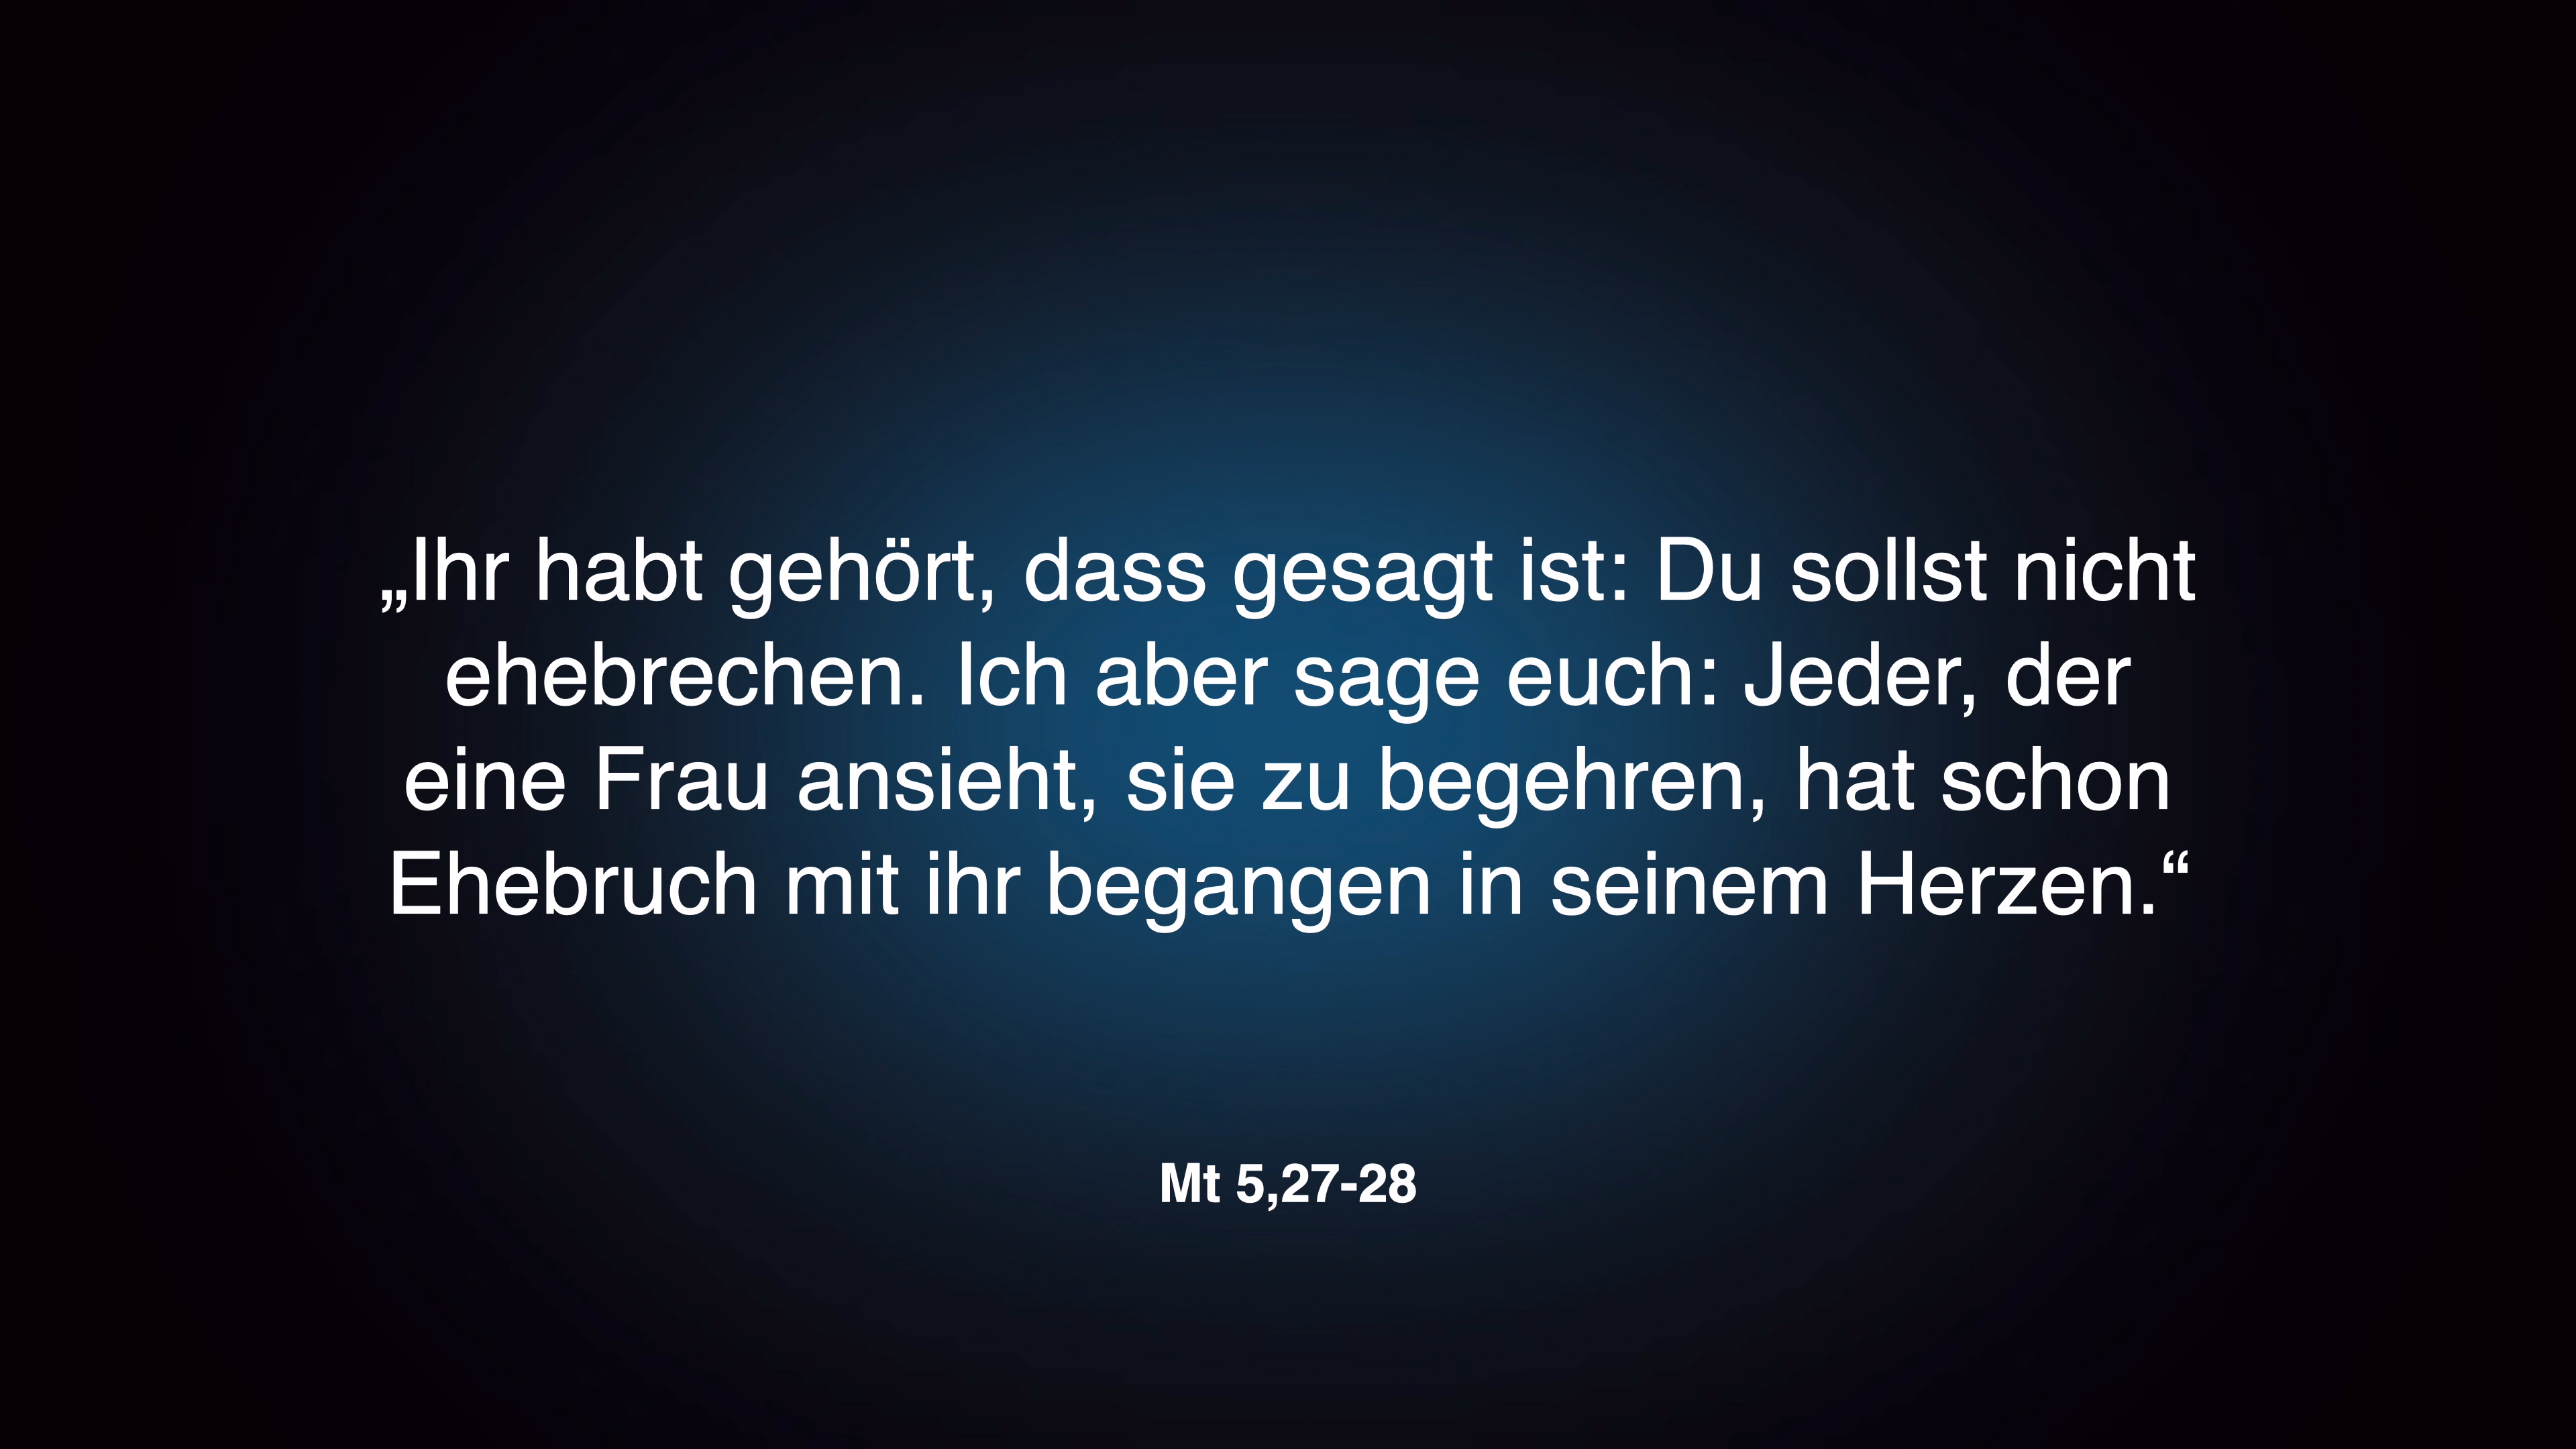 „Ihr habt gehört, dass gesagt ist: Du sollst nicht
ehebrechen. Ich aber sage euch: Jeder, der
eine Frau ansieht, sie zu begehren, hat schon
Ehebruch mit ihr begangen in seinem Herzen.“
Mt 5,27-28